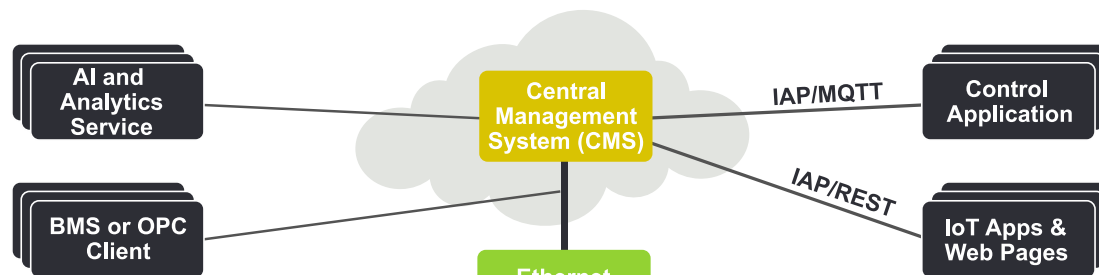 AI and
Analytics
Service
Central
Management
System (CMS)
IAP/MQTT
Control
Application
BMS or OPC
Client
IAP/REST
IoT Apps &
Web Pages
Ethernet